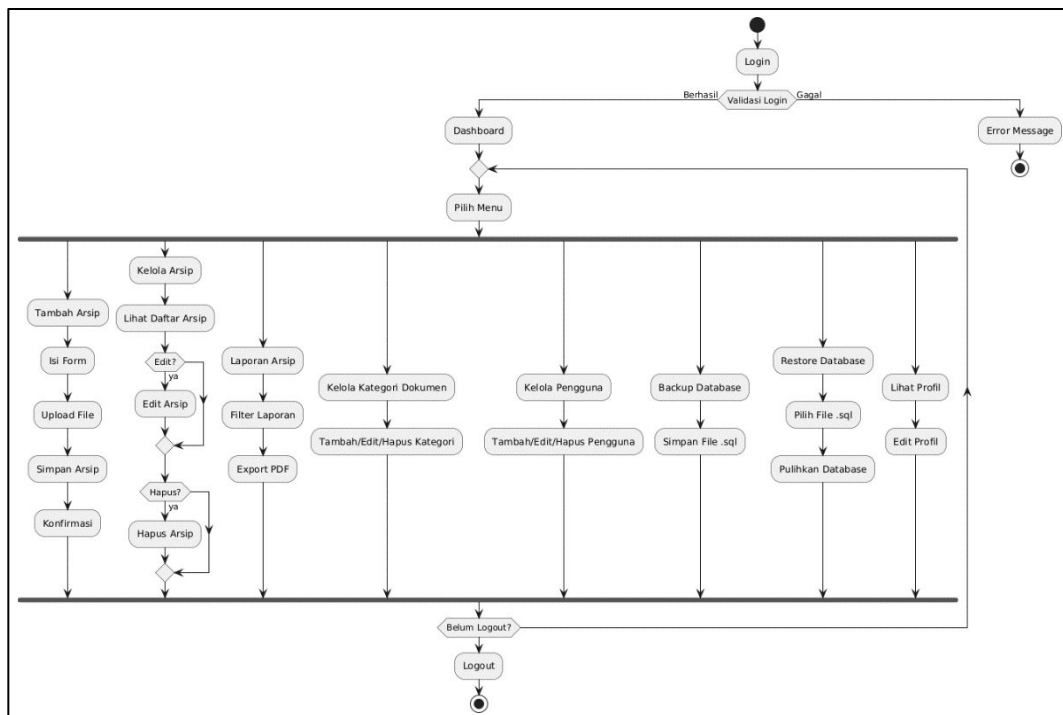 Login
Berhasil
Validasi Login
Gagal
Dashboard
Error Message
Pilih Menu
Tambah Arsip
Isi Form
Upload File
Simpan Arsip
Konfirmasi
Kelola Arsip
Lihat Daftar Arsip
Edit?
ya
Edit Arsip
Hapus?
ya
Hapus Arsip
Laporan Arsip
Filter Laporan
Export PDF
Kelola Kategori Dokumen
Tambah/Edit/Hapus Kategori
Kelola Pengguna
Tambah/Edit/Hapus Pengguna
Backup Database
Simpan File .sql
Restore Database
Pilih File .sql
Pulihkan Database
Lihat Profil
Edit Profil
Belum Logout?
Logout